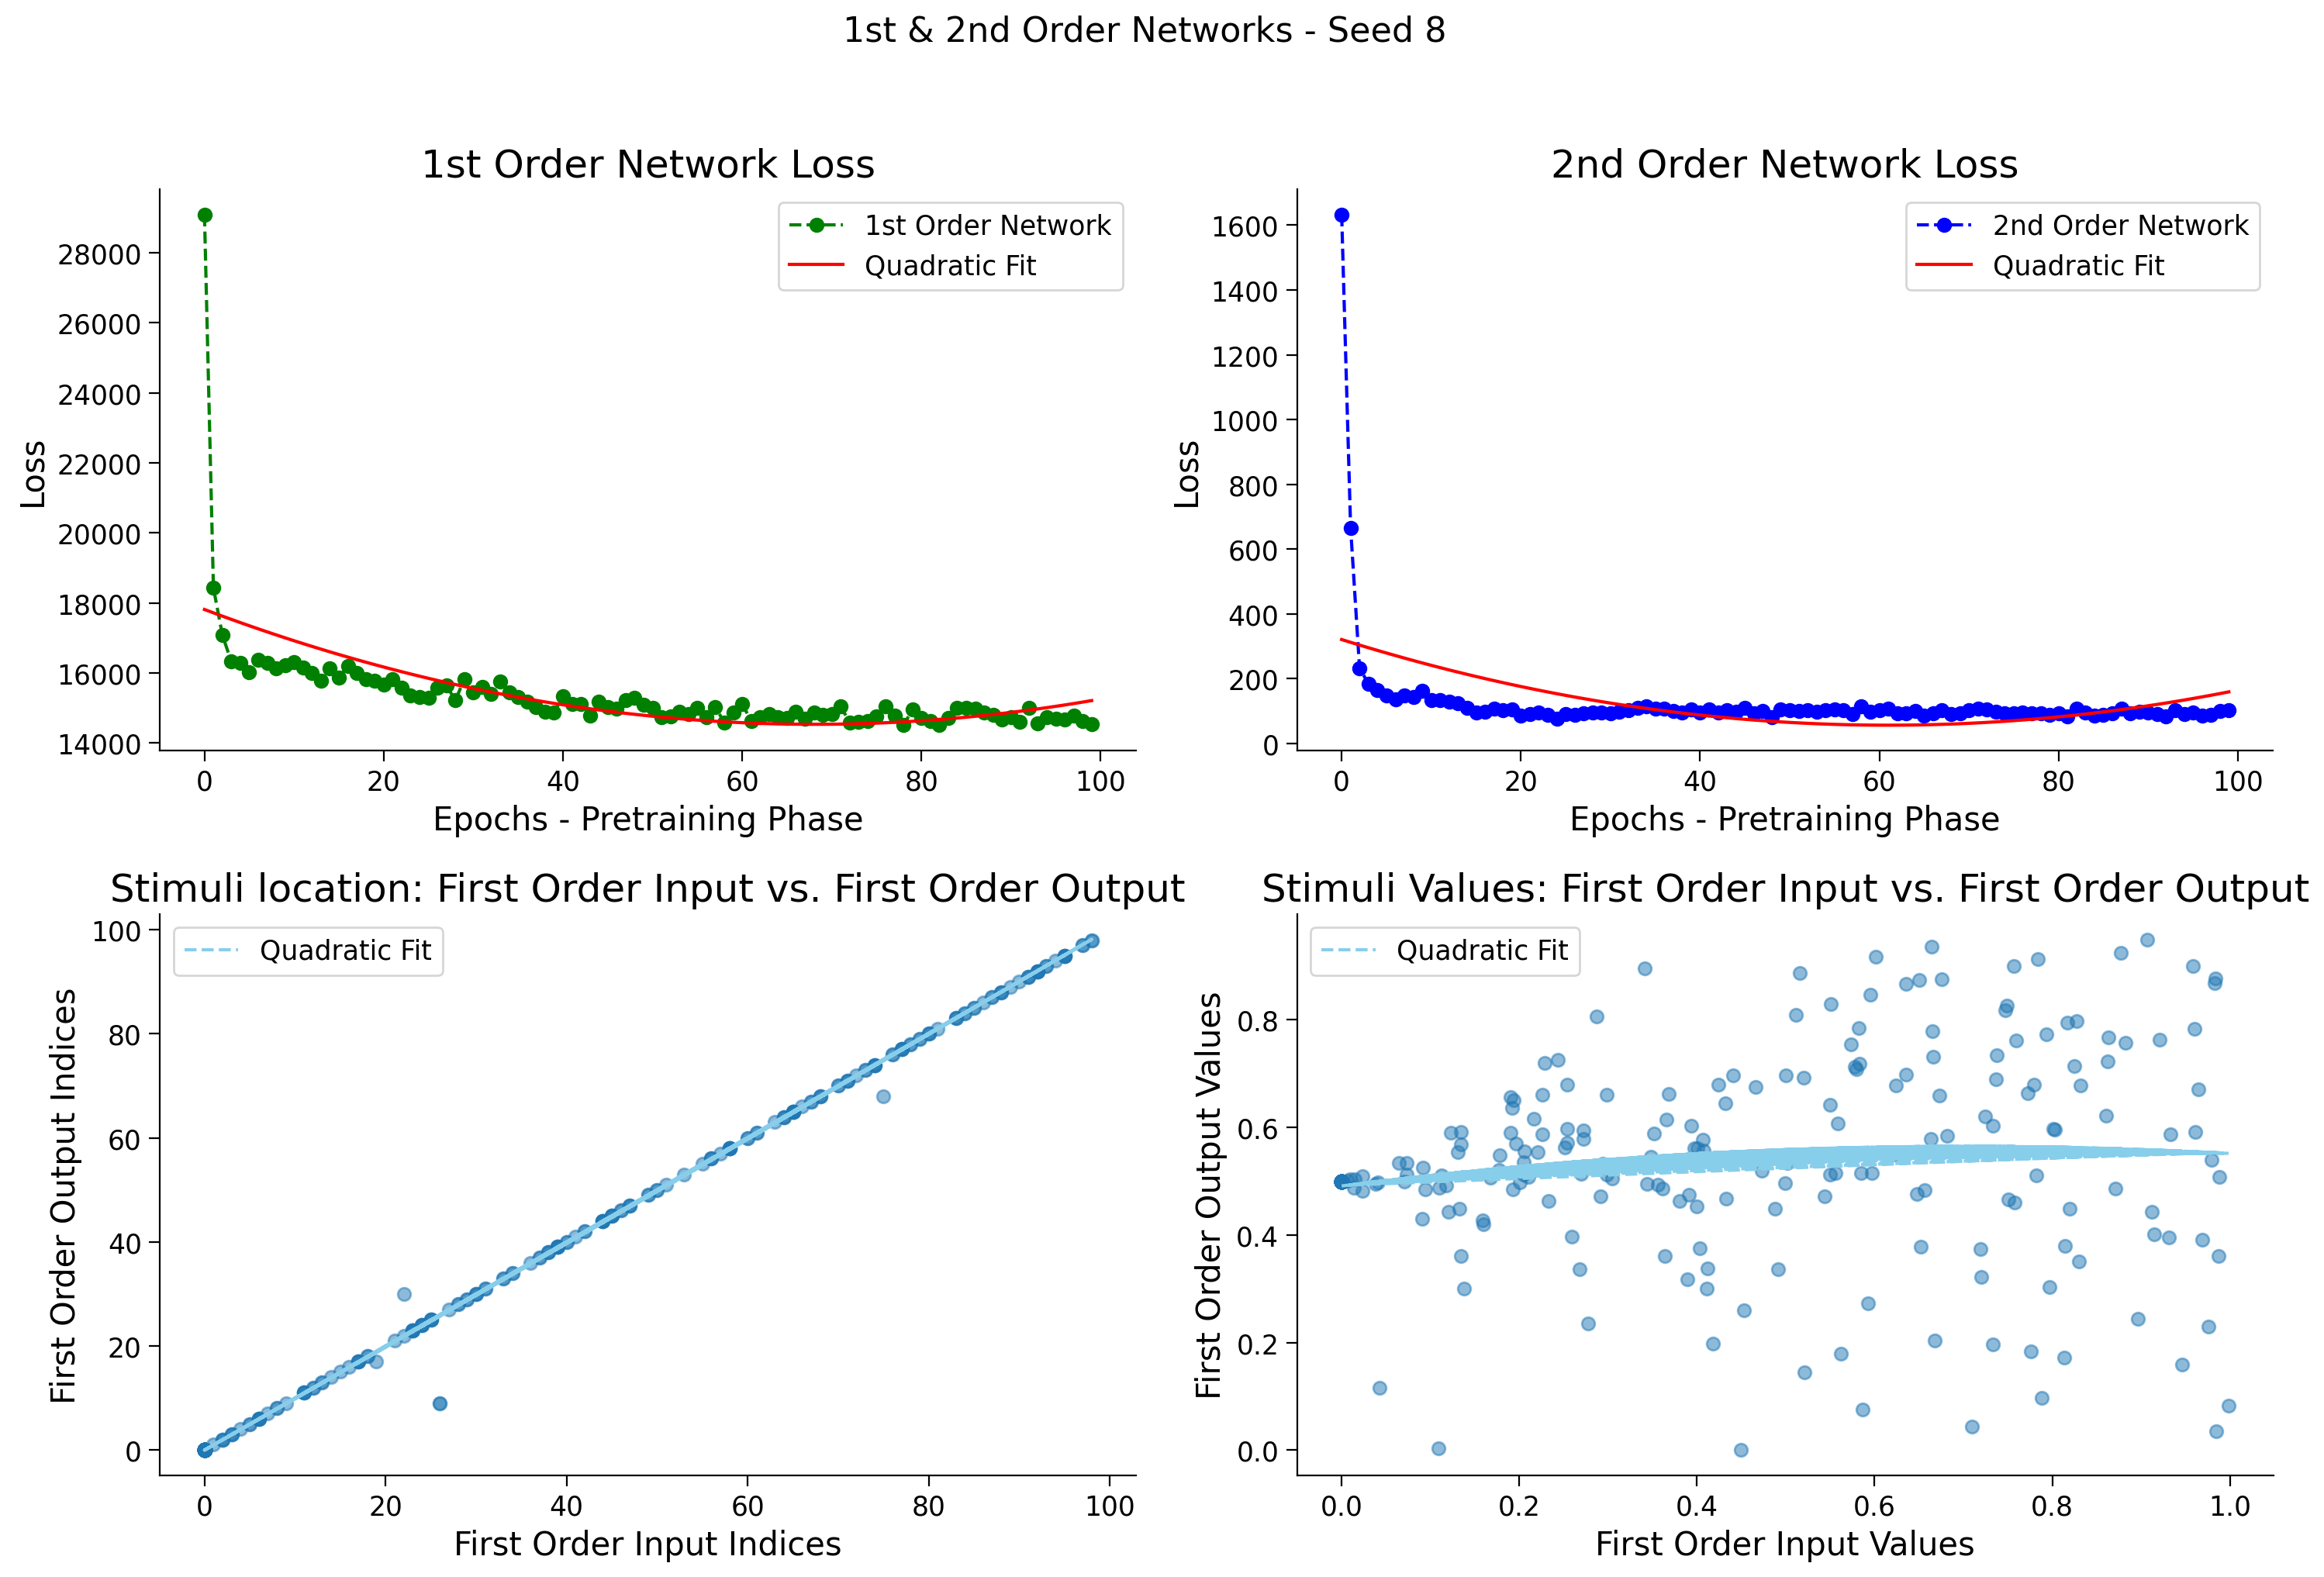 1st & 2nd Order Networks - Seed 8
1st Order Network Loss
1st Order Network
Quadratic Fit
28000
26000
24000
22000
20000
18000
16000
14000
Loss
0 20 40 60 80 100
Epochs - Pretraining Phase
2nd Order Network Loss
2nd Order Network
Quadratic Fit
1600
1400
1200
1000
800
600
400
200
0
Loss
0 20 40 60 80 100
Epochs - Pretraining Phase
Stimuli location: First Order Input vs. First Order Output
Quadratic Fit
100
80
60
40
20
0
First Order Output Indices
0 20 40 60 80 100
First Order Input Indices
Stimuli Values: First Order Input vs. First Order Output
Quadratic Fit
0.8
0.6
0.4
0.2
0.0
First Order Output Values
0.0 0.2 0.4 0.6 0.8 1.0
First Order Input Values